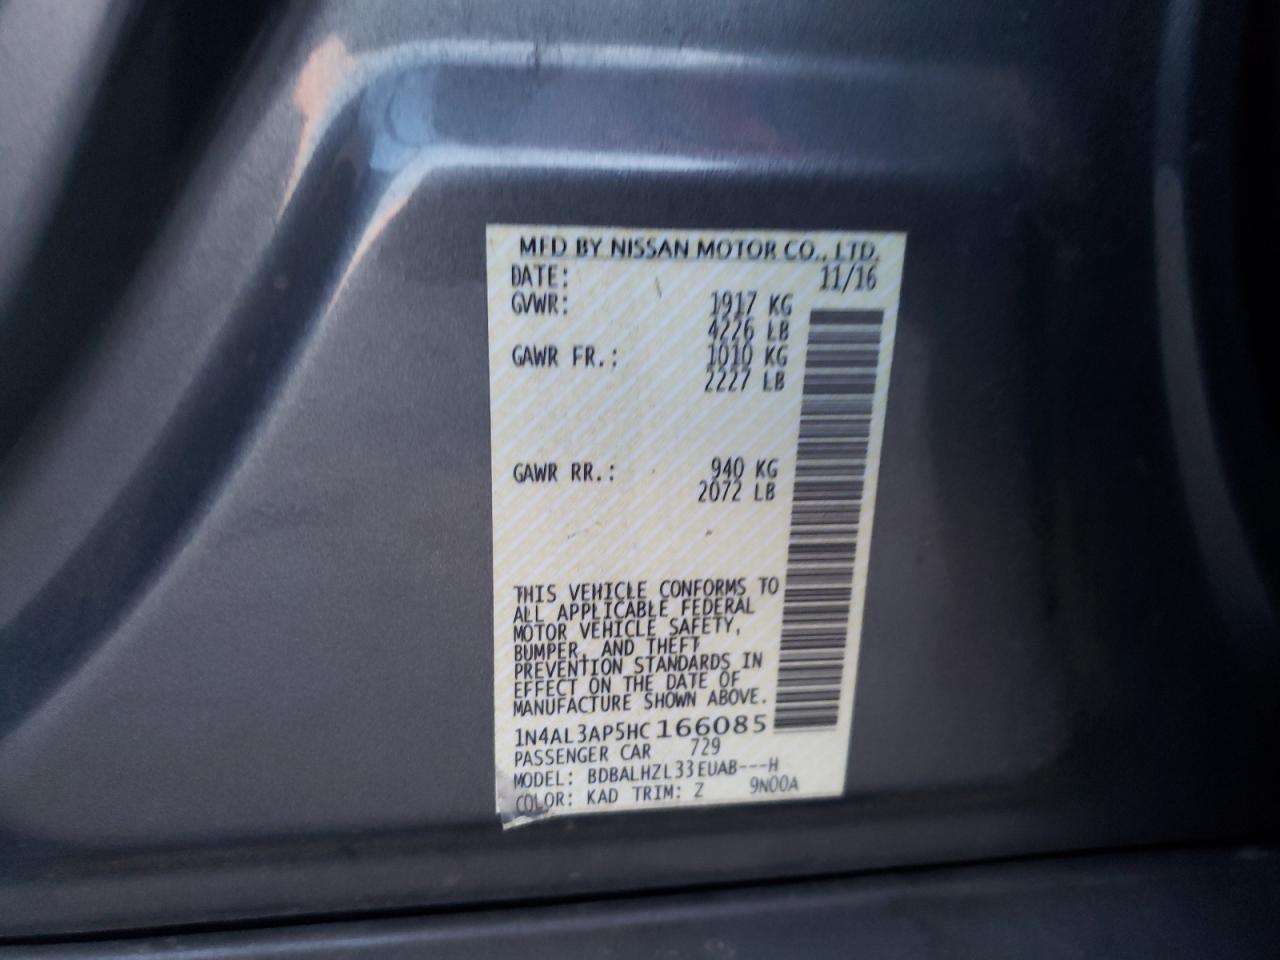 MFD BY NISSAN MOTOR CO., LTD.
DATE: 11/16
GVWR: 1917 KG
4226 LB
GAWR FR.: 1010 KG
2227 LB
GAWR RR.: 940 KG
2072 LB
THIS VEHICLE CONFORMS TO
ALL APPLICABLE FEDERAL
MOTOR VEHICLE SAFETY,
BUMPER, AND THEFT
PREVENTION STANDARDS IN
EFFECT ON THE DATE OF
MANUFACTURE SHOWN ABOVE.
1N4AL3AP5HC166085
PASSENGER CAR 729
MODEL: BDBALHZL33EUAB---H
COLOR: KAD TRIM: Z 9N00A